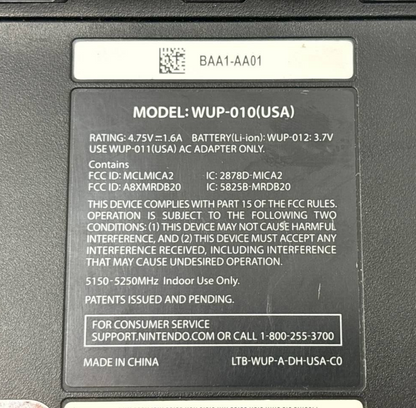 BAA1-AA01
MODEL: WUP-010(USA)
RATING: 4.75V⎓1.6A BATTERY(Li-ion): WUP-012: 3.7V
USE WUP-011(USA) AC ADAPTER ONLY.
Contains
FCC ID: MCLMICA2 IC: 2878D-MICA2
FCC ID: A8XMRDB20 IC: 5825B-MRDB20
THIS DEVICE COMPLIES WITH PART 15 OF THE FCC RULES.
OPERATION IS SUBJECT TO THE FOLLOWING TWO
CONDITIONS: (1) THIS DEVICE MAY NOT CAUSE HARMFUL
INTERFERENCE, AND (2) THIS DEVICE MUST ACCEPT ANY
INTERFERENCE RECEIVED, INCLUDING INTERFERENCE
THAT MAY CAUSE UNDESIRED OPERATION.
5150-5250MHz Indoor Use Only.
PATENTS ISSUED AND PENDING.
FOR CONSUMER SERVICE
SUPPORT.NINTENDO.COM OR CALL 1-800-255-3700
MADE IN CHINA LTB-WUP-A-DH-USA-C0